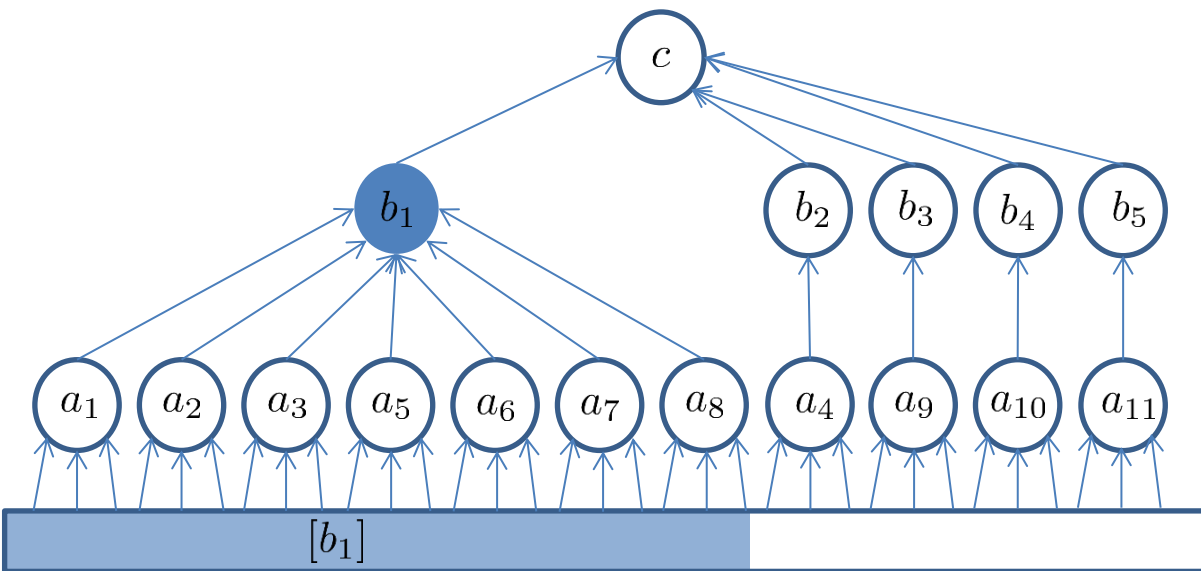 c
b₁ b₂ b₃ b₄ b₅
a₁ a₂ a₃ a₅ a₆ a₇ a₈ a₄ a₉ a₁₀ a₁₁
[b₁]